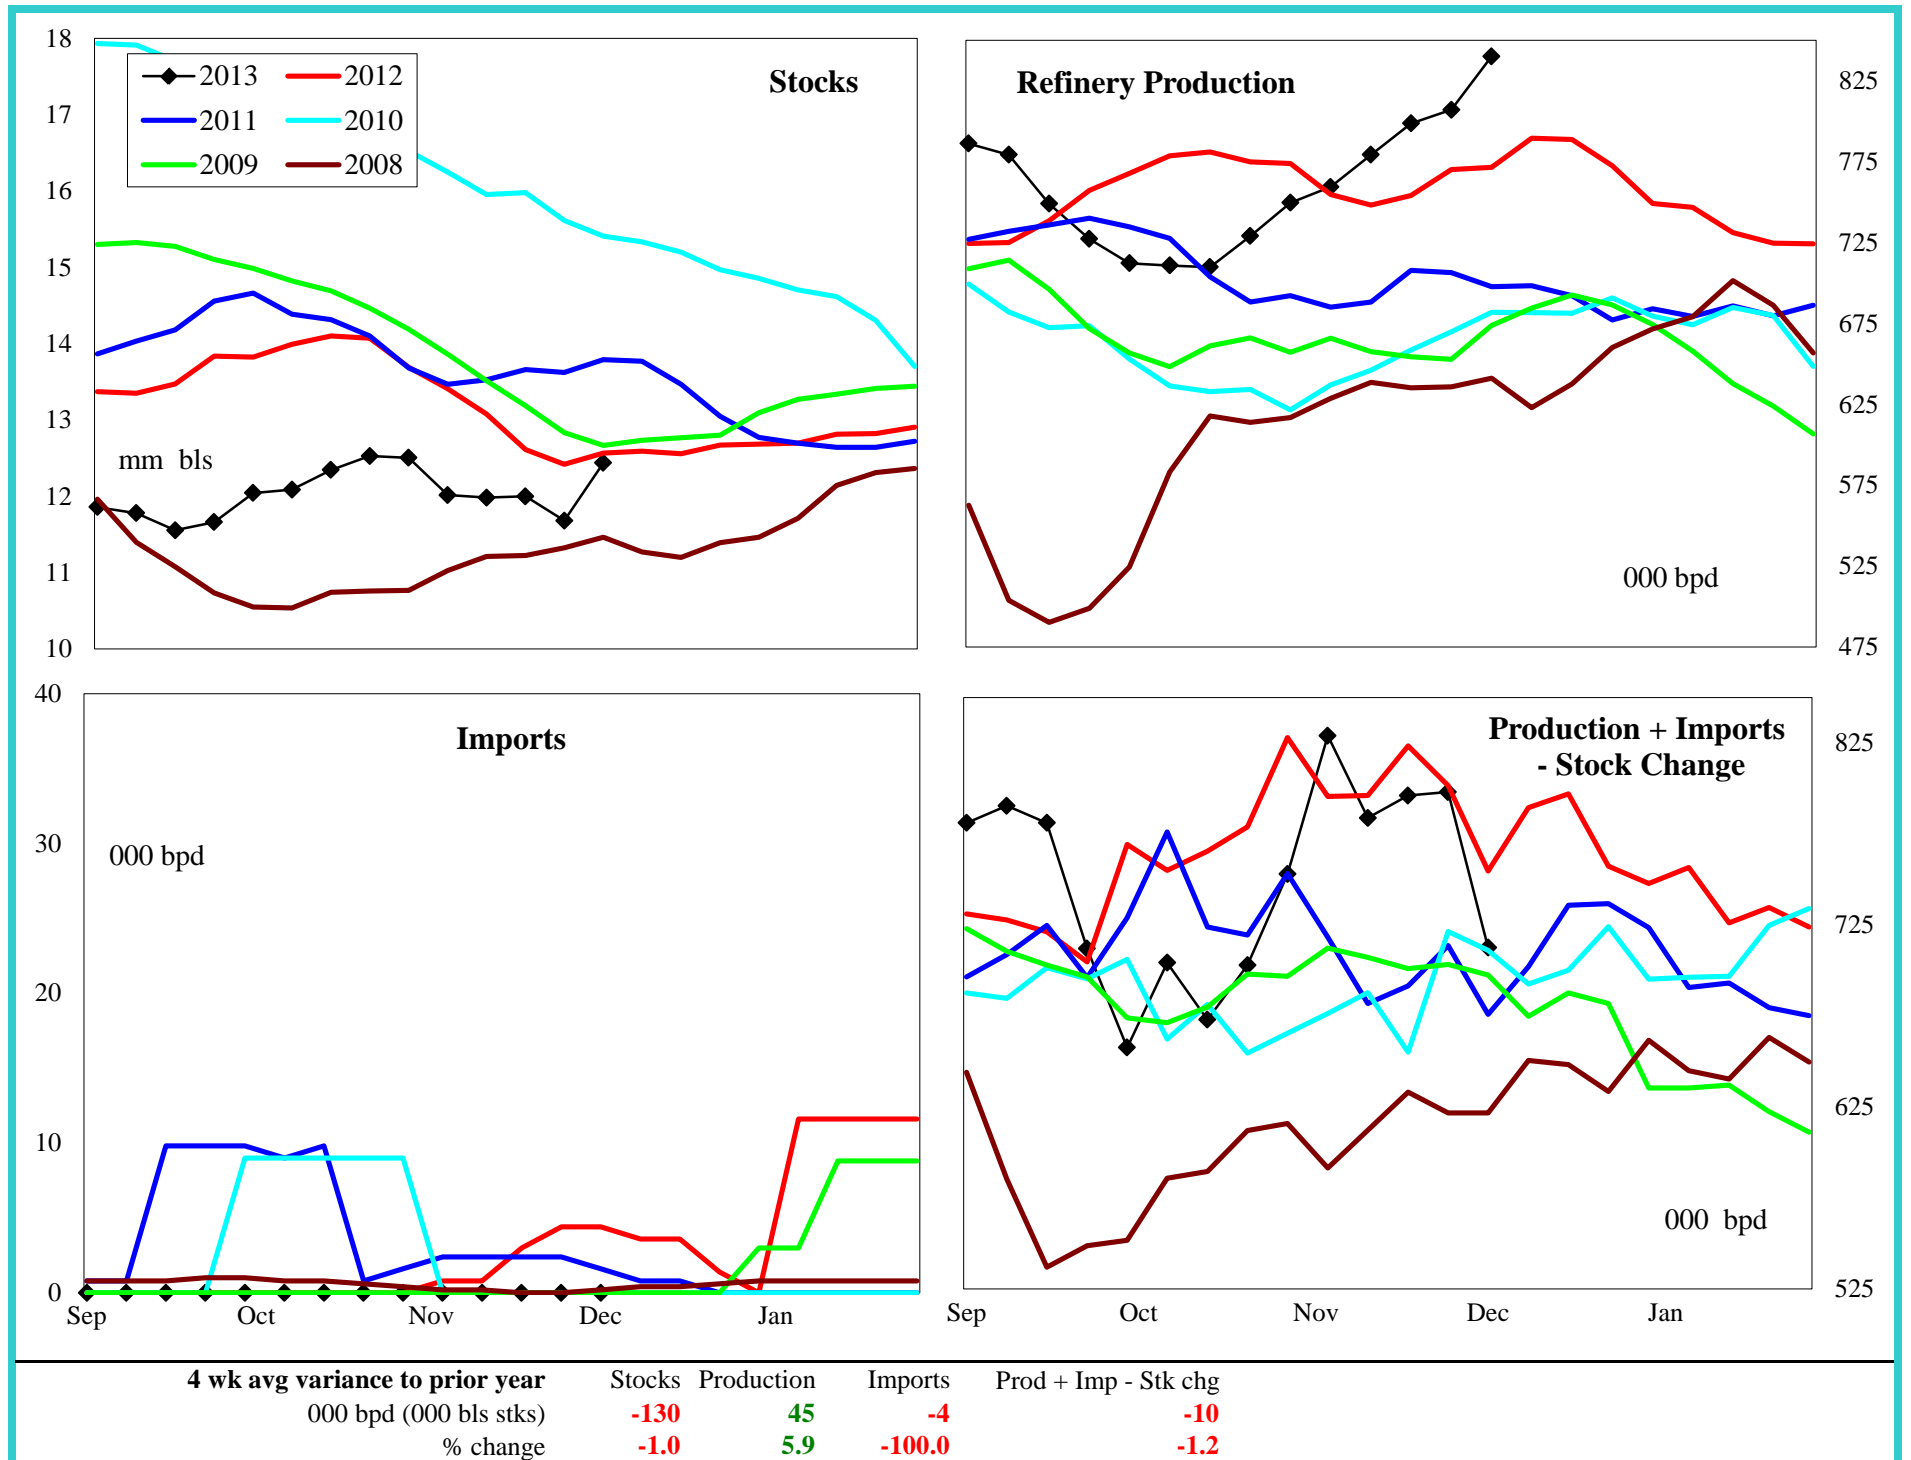 Stocks
2013 2012
2011 2010
2009 2008
mm bls
18
17
16
15
14
13
12
11
10
Refinery Production
000 bpd
825
775
725
675
625
575
525
475
Imports
000 bpd
40
30
20
10
0
Sep Oct Nov Dec Jan
Production + Imports
- Stock Change
000 bpd
825
725
625
525
Sep Oct Nov Dec Jan
4 wk avg variance to prior year Stocks Production Imports Prod + Imp - Stk chg
000 bpd (000 bls stks) -130 45 -4 -10
% change -1.0 5.9 -100.0 -1.2